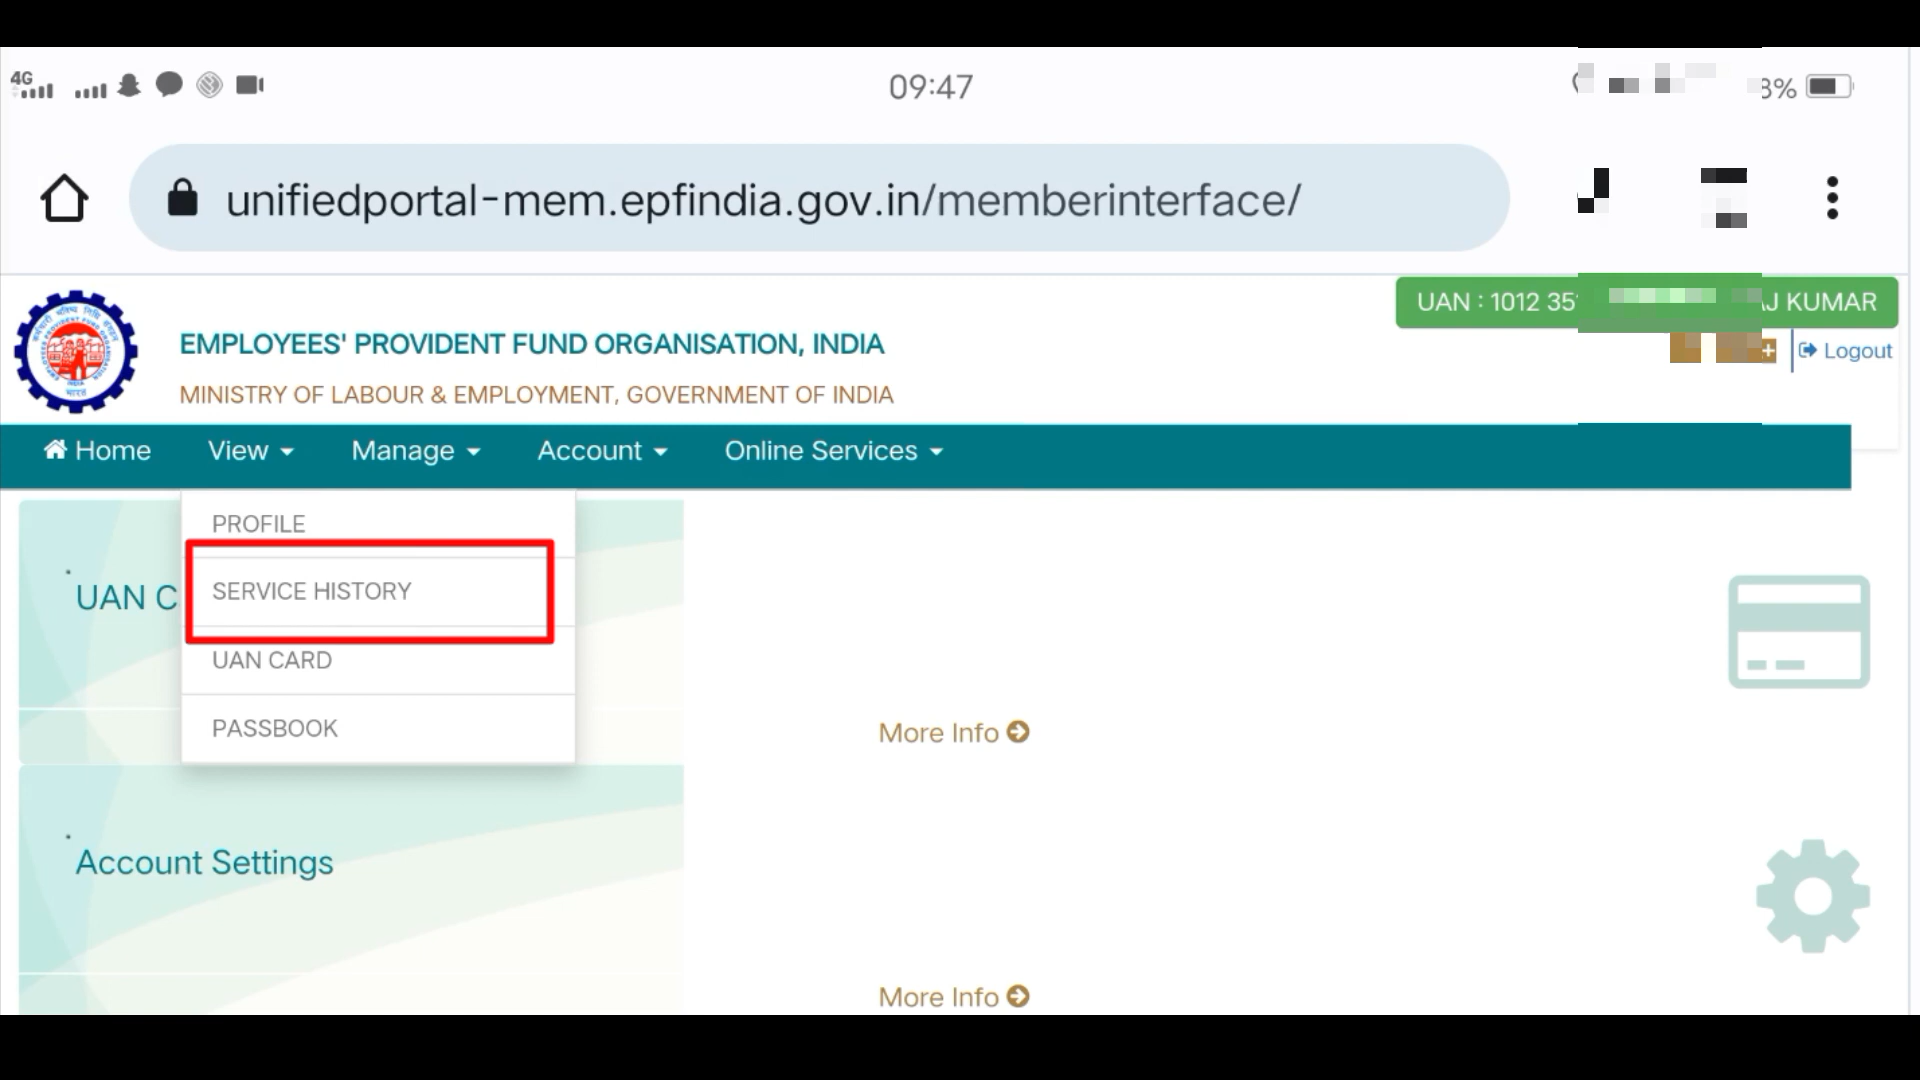 4G
09:47
8%
unifiedportal-mem.epfindia.gov.in/memberinterface/
UAN : 1012 35 KUMAR
EMPLOYEES' PROVIDENT FUND ORGANISATION, INDIA
Logout
MINISTRY OF LABOUR & EMPLOYMENT, GOVERNMENT OF INDIA
Home View Manage Account Online Services
PROFILE
SERVICE HISTORY
UAN C
UAN CARD
PASSBOOK
More Info
Account Settings
More Info